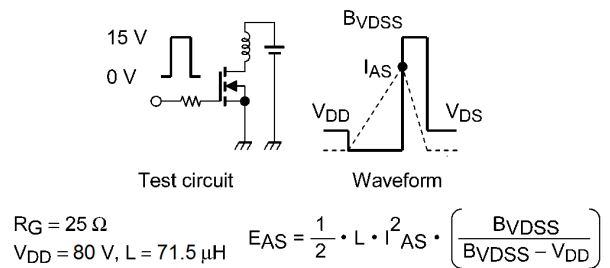 15 V
0 V
BVDSS
IAS
VDD
VDS
Test circuit
Waveform
RG = 25 Ω
VDD = 80 V, L = 71.5 μH
EAS = 1/2 · L · I²AS · (BVDSS / (BVDSS − VDD))